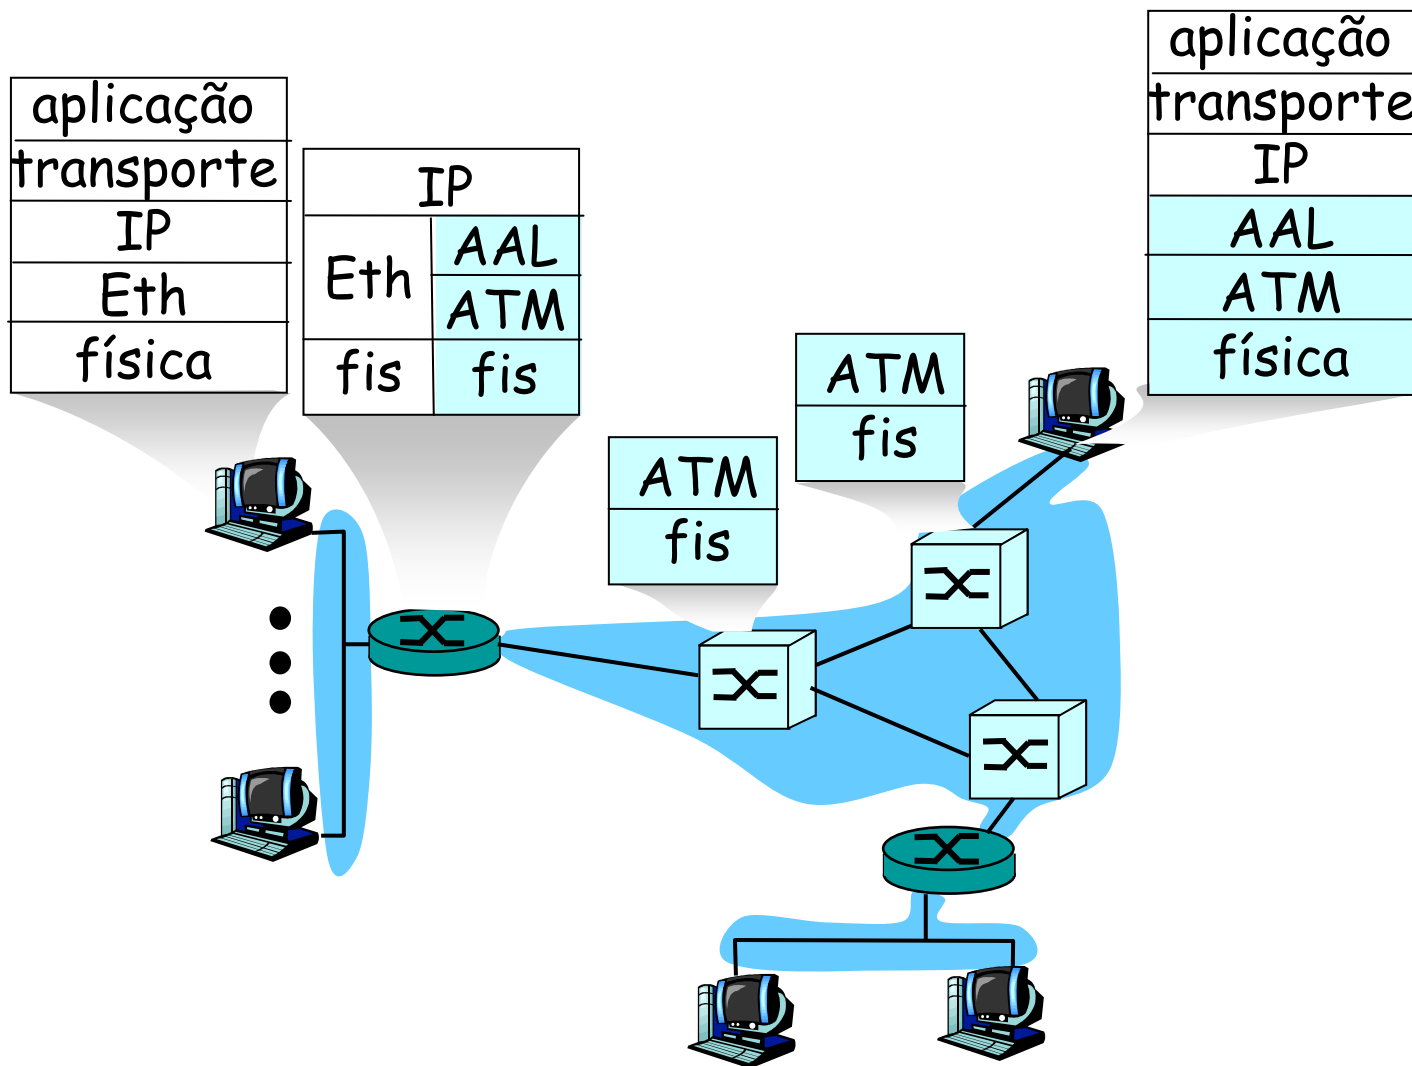 aplicação
transporte
IP
Eth
física
IP
Eth
AAL
ATM
fis
fis
ATM
fis
ATM
fis
aplicação
transporte
IP
AAL
ATM
física